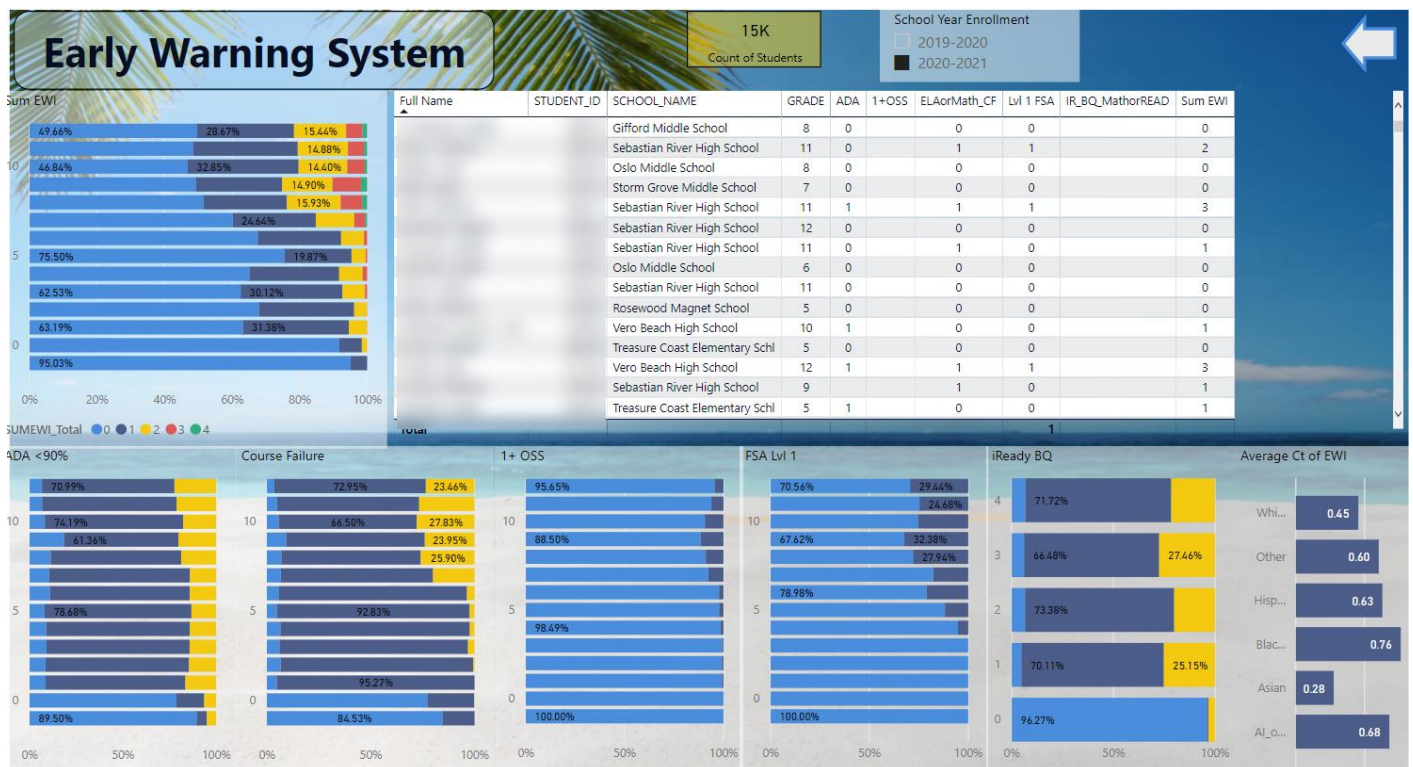 Early Warning System
15K
Count of Students
School Year Enrollment
2019-2020
2020-2021
Sum EWI
49.66% 28.67% 15.44%
14.88%
10 46.84% 32.85% 14.40%
14.90%
15.93%
24.64%
5 75.50% 19.87%
62.53% 30.12%
63.19% 31.38%
0
95.03%
0% 20% 40% 60% 80% 100%
SUMEWI_Total 0 1 2 3 4
Full Name STUDENT_ID SCHOOL_NAME GRADE ADA 1+OSS ELAorMath_CF Lvl 1 FSA IR_BQ_MathorREAD Sum EWI
Gifford Middle School 8 0 0 0 0
Sebastian River High School 11 0 1 1 2
Oslo Middle School 8 0 0 0 0
Storm Grove Middle School 7 0 0 0 0
Sebastian River High School 11 1 1 1 3
Sebastian River High School 12 0 0 0 0
Sebastian River High School 11 0 1 0 1
Oslo Middle School 6 0 0 0 0
Sebastian River High School 11 0 0 0 0
Rosewood Magnet School 5 0 0 0 0
Vero Beach High School 10 1 0 0 1
Treasure Coast Elementary Schl 5 0 0 0 0
Vero Beach High School 12 1 1 1 3
Sebastian River High School 9 1 0 1
Treasure Coast Elementary Schl 5 1 0 0 1
Total 1
ADA <90%
70.99%
10 74.19%
61.36%
5 78.68%
0
89.50%
0% 50% 100%
Course Failure
72.95% 23.46%
10 66.50% 27.83%
23.95%
25.90%
5 92.83%
95.27%
0
84.53%
0% 50% 100%
1+ OSS
95.65%
10
88.50%
5
98.49%
0
100.00%
0% 50% 100%
FSA Lvl 1
70.56% 29.44%
24.68%
10
67.62% 32.38%
27.94%
78.98%
5
0
100.00%
0% 50% 100%
iReady BQ
4 71.72%
3 66.48% 27.46%
2 73.38%
1 70.11% 25.15%
0 96.27%
0% 50% 100%
Average Ct of EWI
Whi... 0.45
Other 0.60
Hisp... 0.63
Blac... 0.76
Asian 0.28
AI_o... 0.68